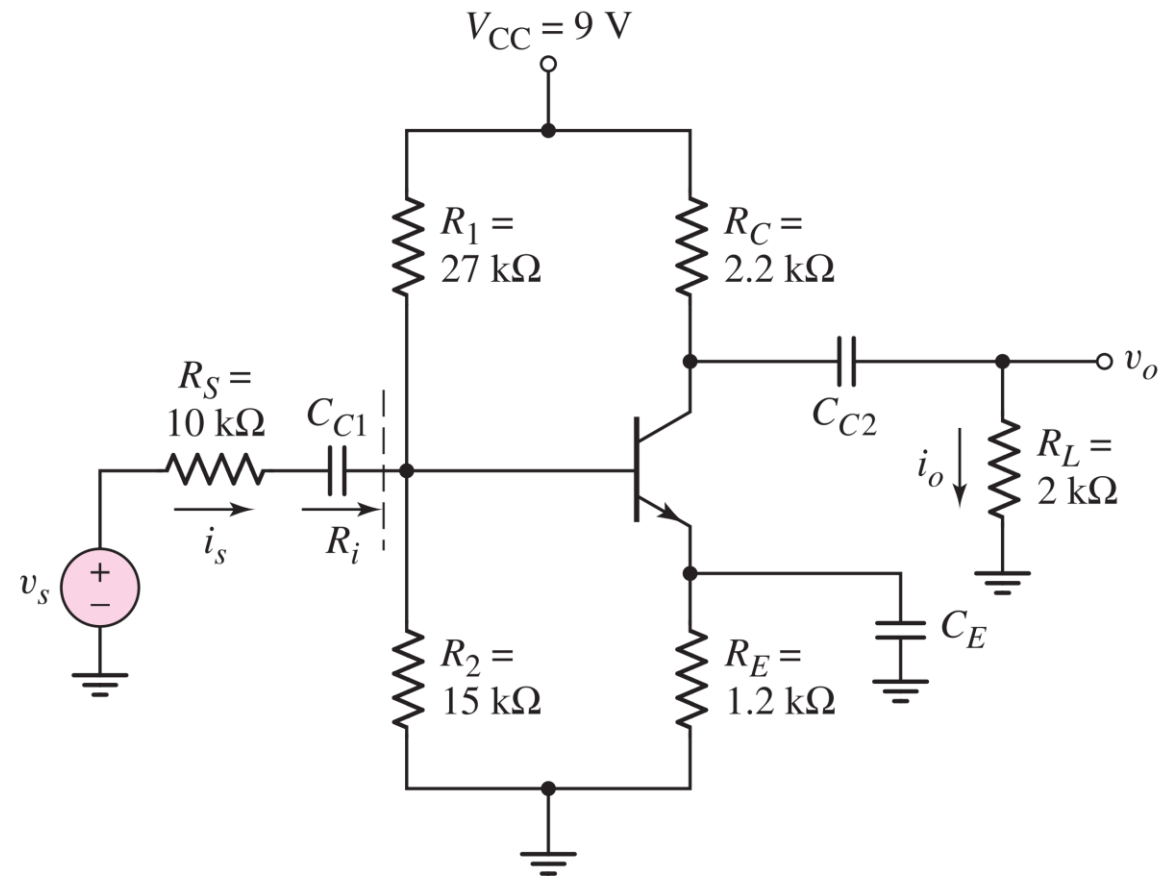 V_CC = 9 V
R_1 =
27 kΩ
R_C =
2.2 kΩ
R_S =
10 kΩ
C_C1
v_o
C_C2
i_o
R_L =
2 kΩ
i_s
R_i
v_s
+
−
R_2 =
15 kΩ
R_E =
1.2 kΩ
C_E